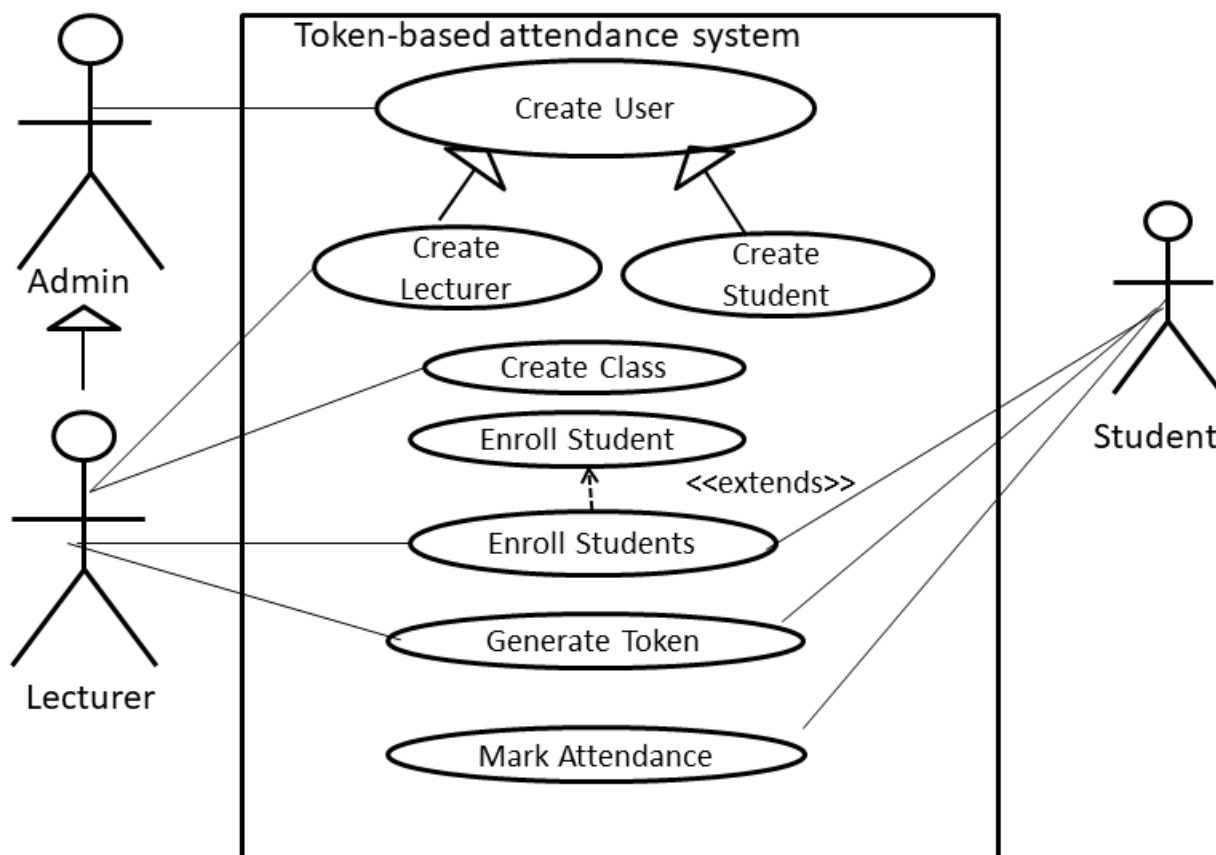 Token-based attendance system
Create User
Admin
Create
Lecturer
Create
Student
Create Class
Enroll Student
Student
<<extends>>
Enroll Students
Generate Token
Lecturer
Mark Attendance